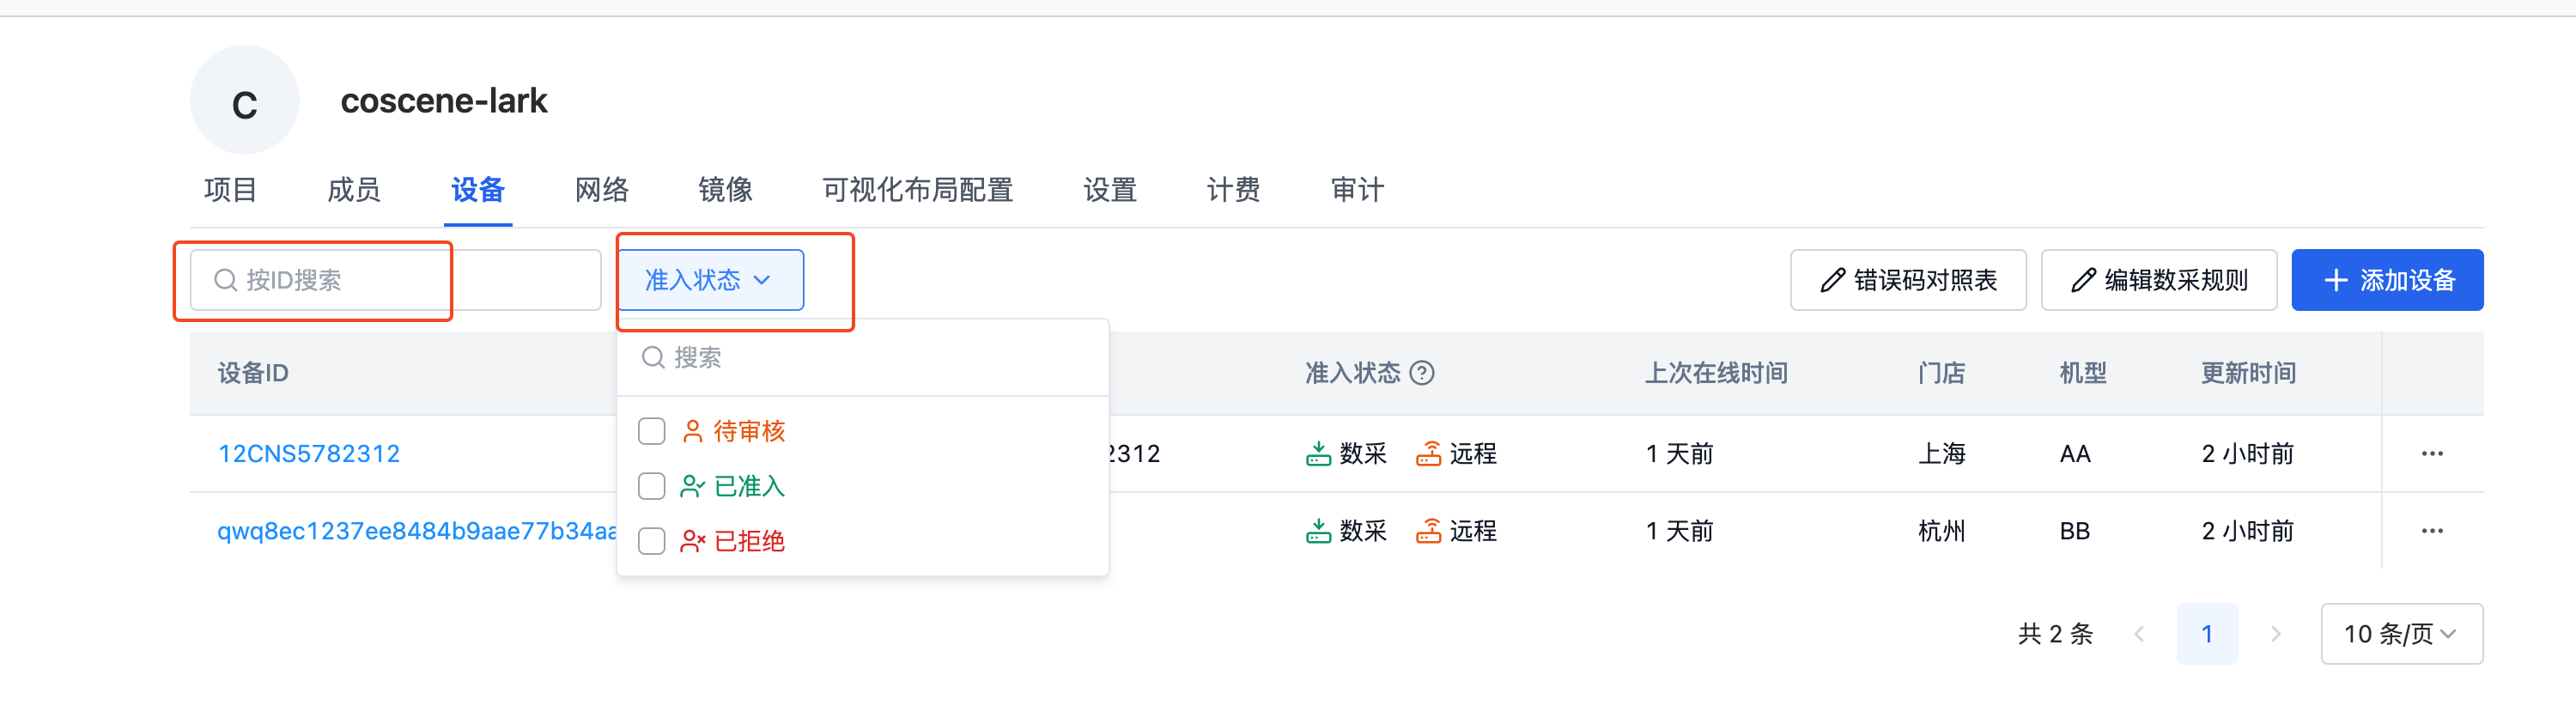 C
coscene-lark
项目 成员 设备 网络 镜像 可视化布局配置 设置 计费 审计
按ID搜索 准入状态 错误码对照表 编辑数采规则 + 添加设备
搜索
设备ID 准入状态 ? 上次在线时间 门店 机型 更新时间
待审核
12CNS5782312 2312 数采 远程 1 天前 上海 AA 2 小时前 ···
已准入
qwq8ec1237ee8484b9aae77b34aa 数采 远程 1 天前 杭州 BB 2 小时前 ···
已拒绝
共 2 条 < 1 > 10 条/页